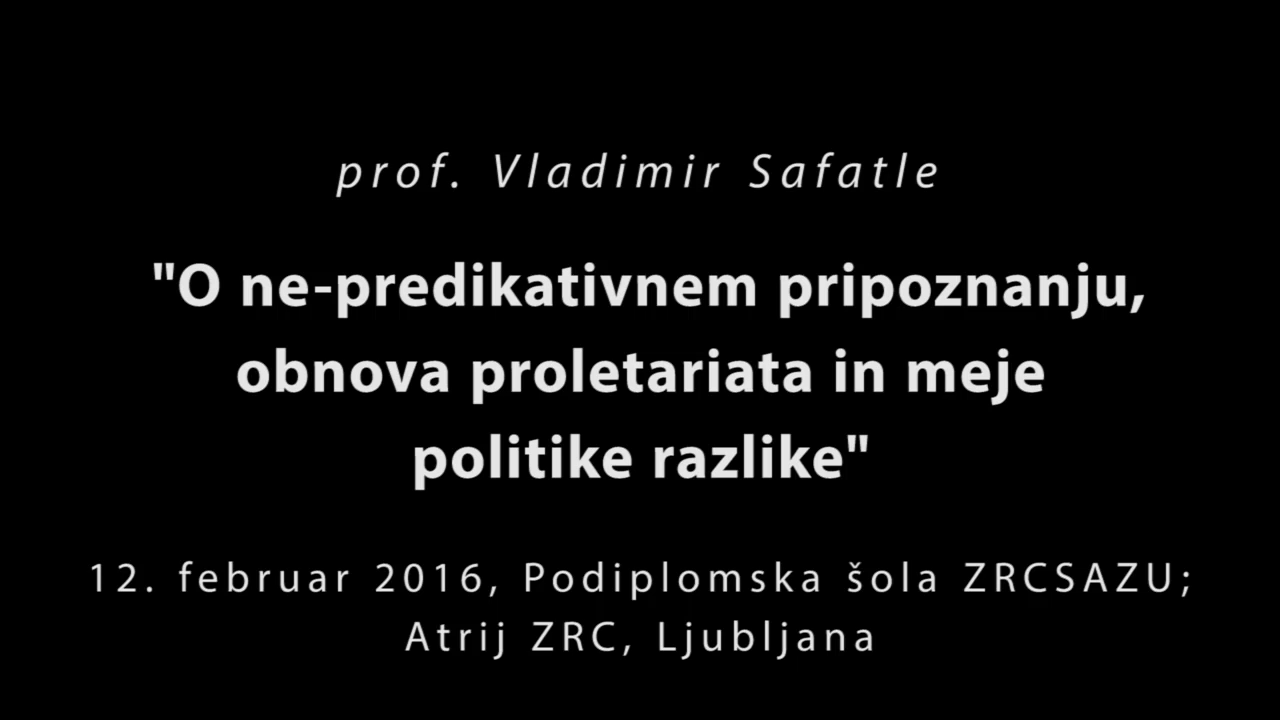 prof. Vladimir Safatle
"O ne-predikativnem pripoznanju,
obnova proletariata in meje
politike razlike"
12. februar 2016, Podiplomska šola ZRCSAZU;
Atrij ZRC, Ljubljana